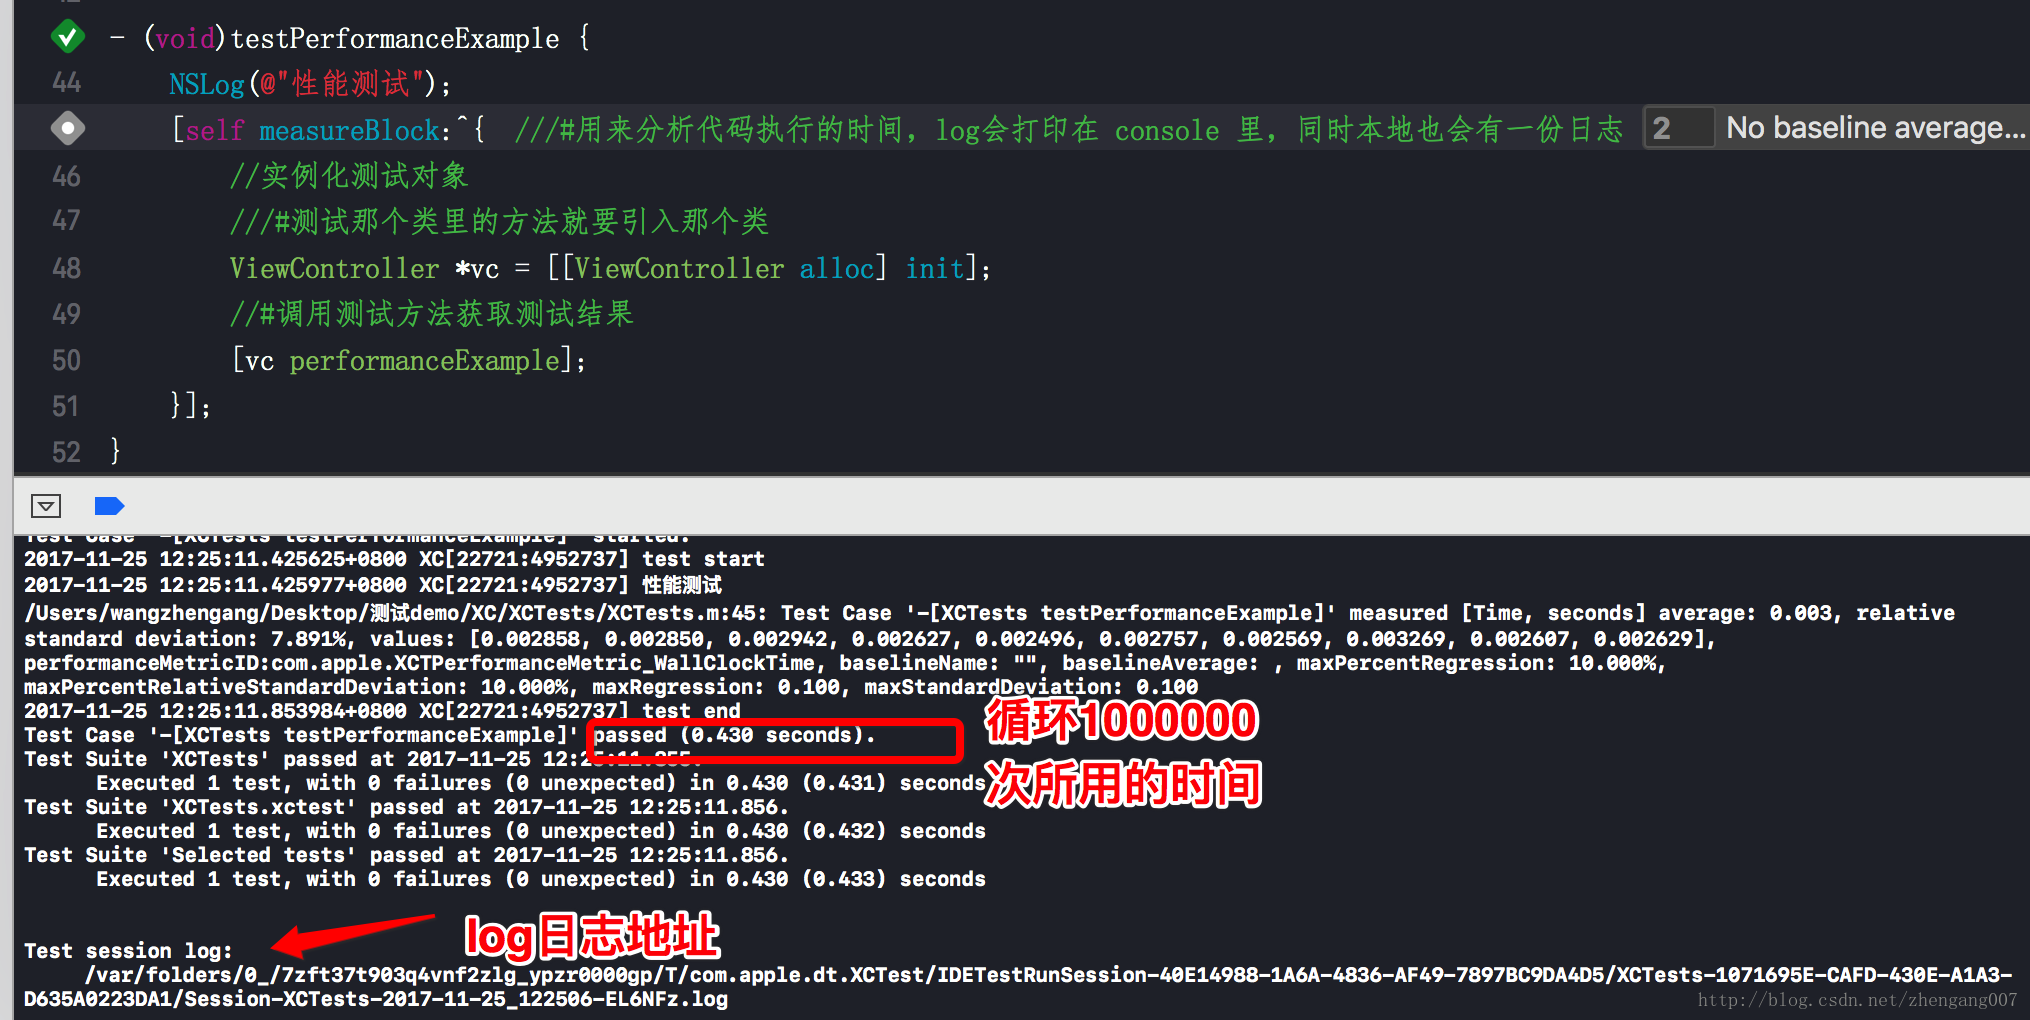 - (void)testPerformanceExample {
44 NSLog(@"性能测试");
[self measureBlock:^{ ///#用来分析代码执行的时间，log会打印在 console 里，同时本地也会有一份日志 2 No baseline average...
46 //实例化测试对象
47 ///#测试那个类里的方法就要引入那个类
48 ViewController *vc = [[ViewController alloc] init];
49 //#调用测试方法获取测试结果
50 [vc performanceExample];
51 }];
52 }
Test Case '-[XCTests testPerformanceExample]' started.
2017-11-25 12:25:11.425625+0800 XC[22721:4952737] test start
2017-11-25 12:25:11.425977+0800 XC[22721:4952737] 性能测试
/Users/wangzhengang/Desktop/测试demo/XC/XCTests/XCTests.m:45: Test Case '-[XCTests testPerformanceExample]' measured [Time, seconds] average: 0.003, relative
standard deviation: 7.891%, values: [0.002858, 0.002850, 0.002942, 0.002627, 0.002496, 0.002757, 0.002569, 0.003269, 0.002607, 0.002629],
performanceMetricID:com.apple.XCTPerformanceMetric_WallClockTime, baselineName: "", baselineAverage: , maxPercentRegression: 10.000%,
maxPercentRelativeStandardDeviation: 10.000%, maxRegression: 0.100, maxStandardDeviation: 0.100
2017-11-25 12:25:11.853984+0800 XC[22721:4952737] test end
Test Case '-[XCTests testPerformanceExample]' passed (0.430 seconds).
循环1000000
次所用的时间
Test Suite 'XCTests' passed at 2017-11-25 12:25:11.855.
Executed 1 test, with 0 failures (0 unexpected) in 0.430 (0.431) seconds
Test Suite 'XCTests.xctest' passed at 2017-11-25 12:25:11.856.
Executed 1 test, with 0 failures (0 unexpected) in 0.430 (0.432) seconds
Test Suite 'Selected tests' passed at 2017-11-25 12:25:11.856.
Executed 1 test, with 0 failures (0 unexpected) in 0.430 (0.433) seconds
log日志地址
Test session log:
/var/folders/0_/7zft37t903q4vnf2zlg_ypzr0000gp/T/com.apple.dt.XCTest/IDETestRunSession-40E14988-1A6A-4836-AF49-7897BC9DA4D5/XCTests-1071695E-CAFD-430E-A1A3-
D635A0223DA1/Session-XCTests-2017-11-25_122506-EL6NFz.log
http://blog.csdn.net/zhengang007